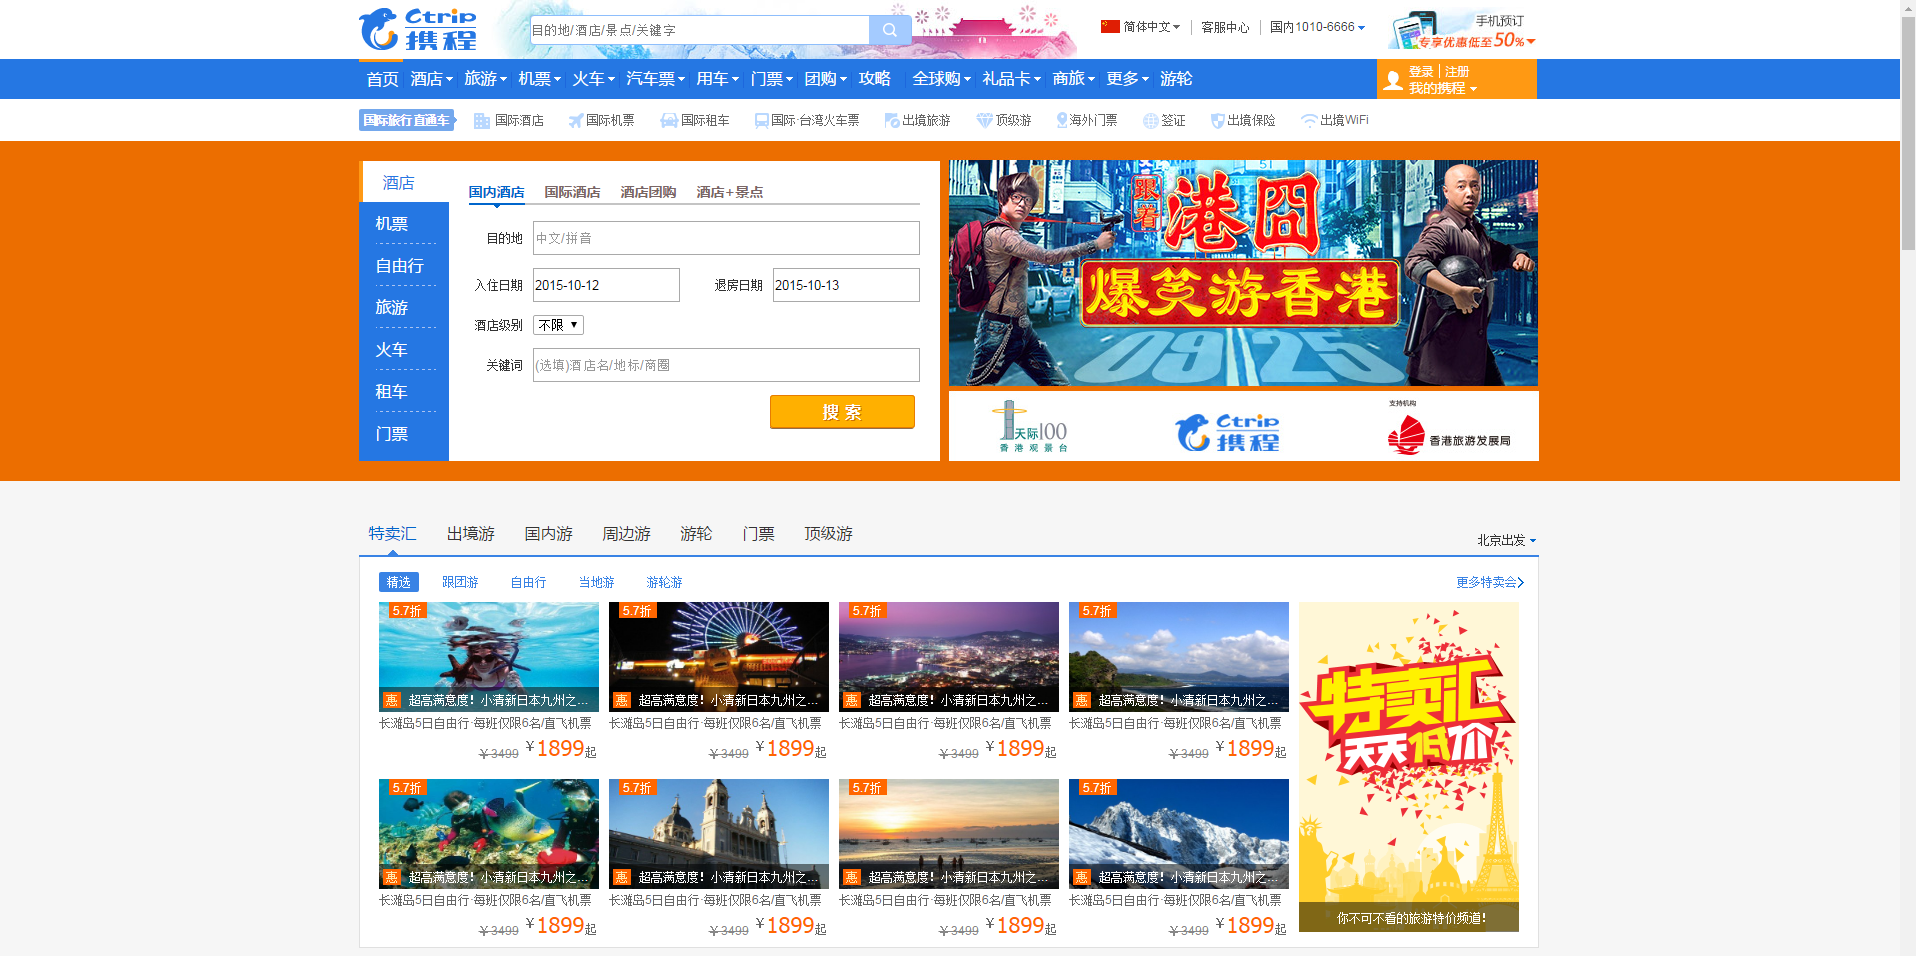 Ctrip
携程
目的地/酒店/景点/关键字
简体中文 客服中心 国内1010-6666
手机预订
专享优惠低至50%
首页 酒店 旅游 机票 火车 汽车票 用车 门票 团购 攻略 全球购 礼品卡 商旅 更多 游轮
登录 注册
我的携程
国际旅行直通车 国际酒店 国际机票 国际租车 国际·台湾火车票 出境旅游 顶级游 海外门票 签证 出境保险 出境WiFi
酒店
机票
自由行
旅游
火车
租车
门票
国内酒店 国际酒店 酒店团购 酒店+景点
目的地 中文/拼音
入住日期 2015-10-12 退房日期 2015-10-13
酒店级别 不限
关键词 (选填)酒店名/地标/商圈
搜 索
跟着
港囧
爆笑游香港
09 25
天际100
香港观景台
Ctrip
携程
支持机构
香港旅游发展局
特卖汇 出境游 国内游 周边游 游轮 门票 顶级游
北京出发
精选 跟团游 自由行 当地游 游轮游
更多特卖会
5.7折 5.7折 5.7折 5.7折
惠 超高满意度！小清新日本九州之... 惠 超高满意度！小清新日本九州之... 惠 超高满意度！小清新日本九州之... 惠 超高满意度！小清新日本九州之...
长滩岛5日自由行·每班仅限6名/直飞机票 长滩岛5日自由行·每班仅限6名/直飞机票 长滩岛5日自由行·每班仅限6名/直飞机票 长滩岛5日自由行·每班仅限6名/直飞机票
￥3499 ￥1899起 ￥3499 ￥1899起 ￥3499 ￥1899起 ￥3499 ￥1899起
5.7折 5.7折 5.7折 5.7折
惠 超高满意度！小清新日本九州之... 惠 超高满意度！小清新日本九州之... 惠 超高满意度！小清新日本九州之... 惠 超高满意度！小清新日本九州之...
长滩岛5日自由行·每班仅限6名/直飞机票 长滩岛5日自由行·每班仅限6名/直飞机票 长滩岛5日自由行·每班仅限6名/直飞机票 长滩岛5日自由行·每班仅限6名/直飞机票
￥3499 ￥1899起 ￥3499 ￥1899起 ￥3499 ￥1899起 ￥3499 ￥1899起
特卖汇
天天低价
你不可不看的旅游特价频道！